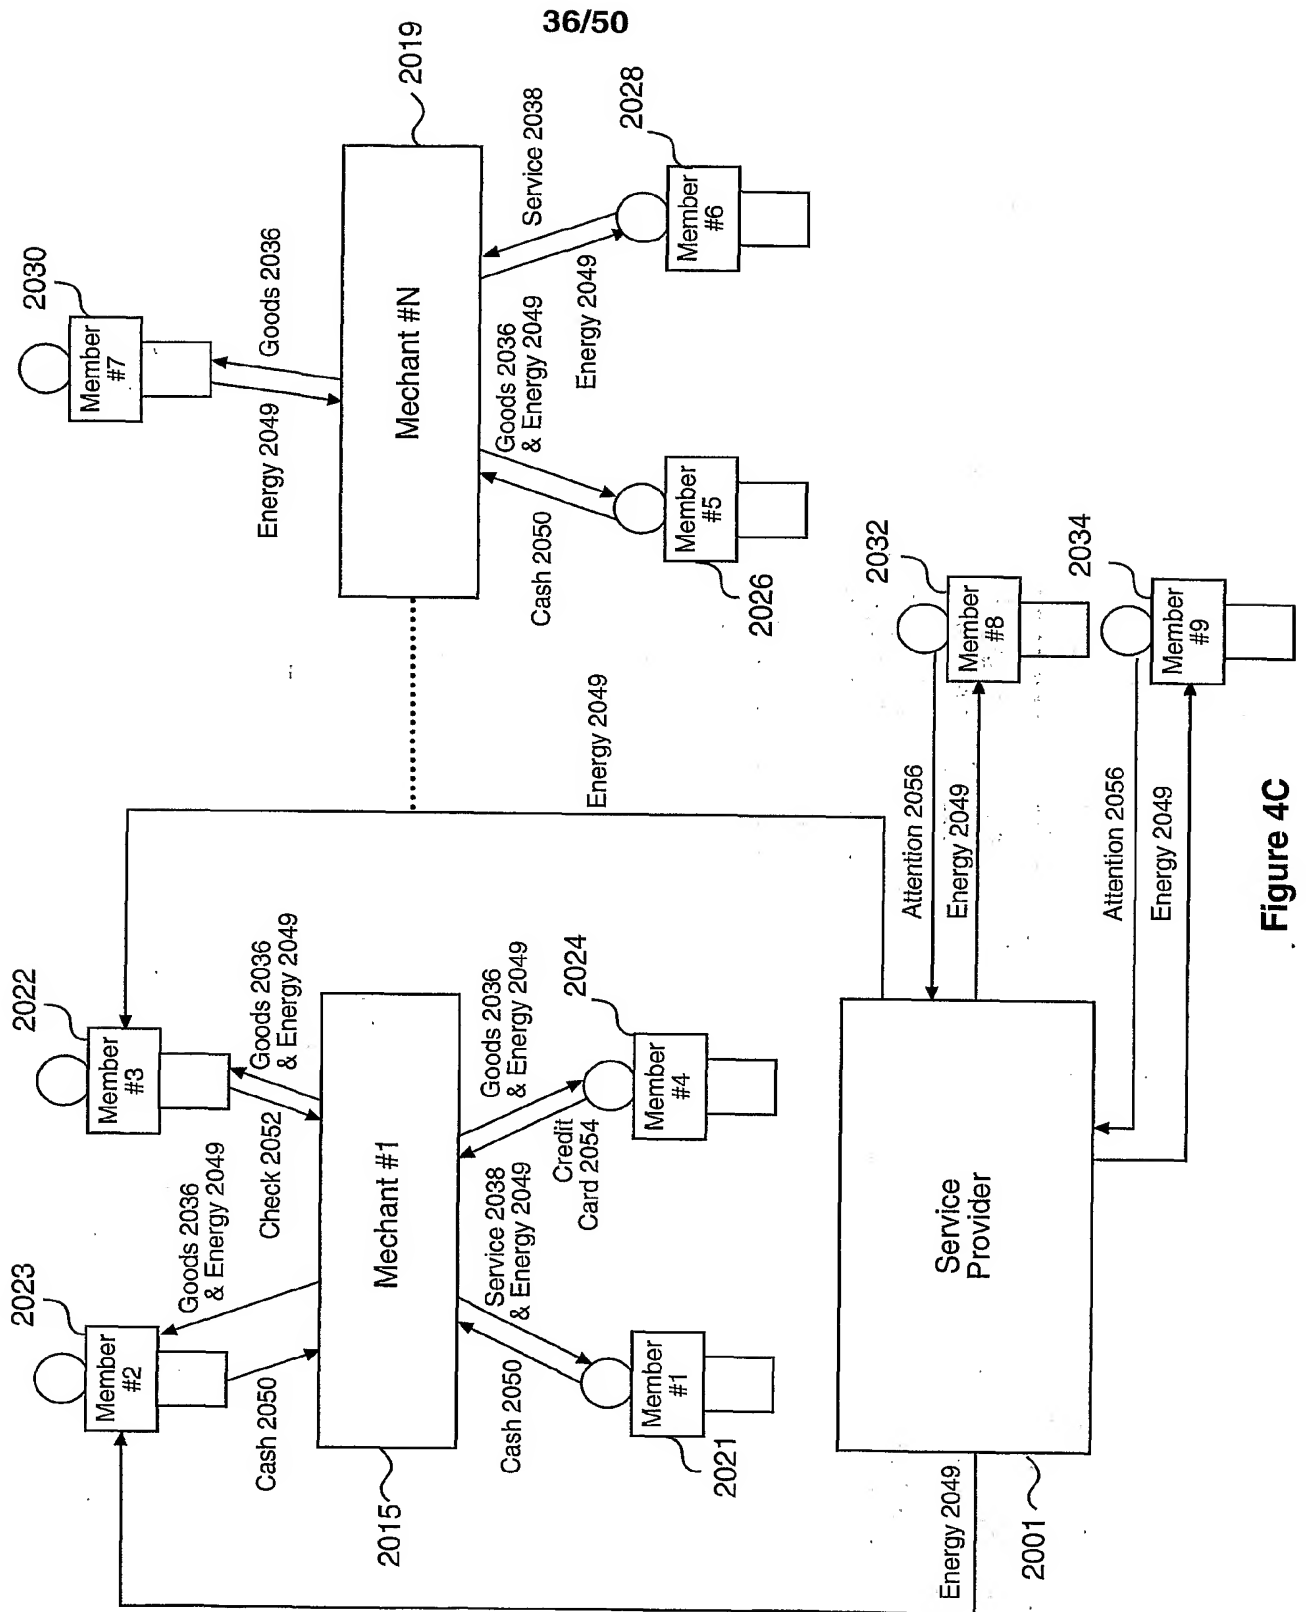 36/50
2023
Member
#2
Goods 2036
& Energy 2049
Cash 2050
2022
Member
#3
Goods 2036
& Energy 2049
Check 2052
2030
Member
#7
Goods 2036
Energy 2049
2015
Mechant #1
2019
Mechant #N
Cash 2050
Service 2038
& Energy 2049
Member
#1
2021
Credit
Card 2054
Goods 2036
& Energy 2049
Member
#4
2024
Cash 2050
Goods 2036
& Energy 2049
Member
#5
2026
Energy 2049
Service 2038
Member
#6
2028
Energy 2049
Energy 2049
2001
Service
Provider
Attention 2056
Energy 2049
Member
#8
2032
Attention 2056
Energy 2049
Member
#9
2034
Figure 4C